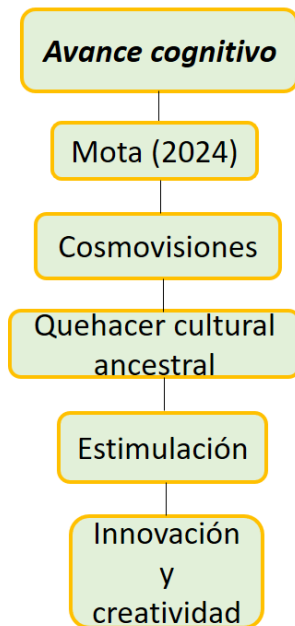 Avance cognitivo
Mota (2024)
Cosmovisiones
Quehacer cultural
ancestral
Estimulación
Innovación
y
creatividad